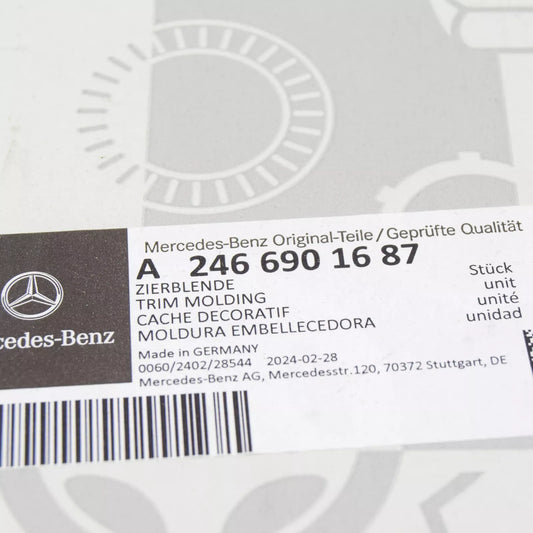 Mercedes-Benz Original-Teile/Geprüfte Qualität
A 246 690 16 87
ZIERBLENDE
TRIM MOLDING
CACHE DECORATIF
MOLDURA EMBELLECEDORA
Stück
unit
unité
unidad
Made in GERMANY
0060/2402/28544 2024-02-28
Mercedes-Benz AG, Mercedesstr.120, 70372 Stuttgart, DE
cedes-Benz